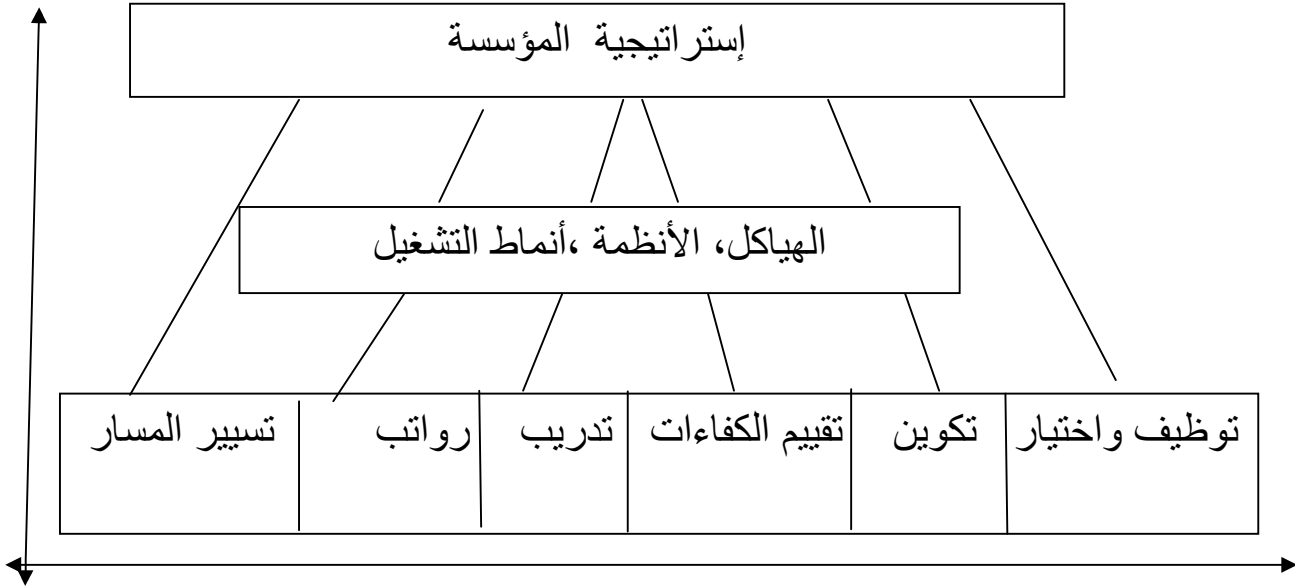 إستراتيجية المؤسسة
الهياكل، الأنظمة ،أنماط التشغيل
توظيف واختيار تكوين تقييم الكفاءات تدريب رواتب تسيير المسار